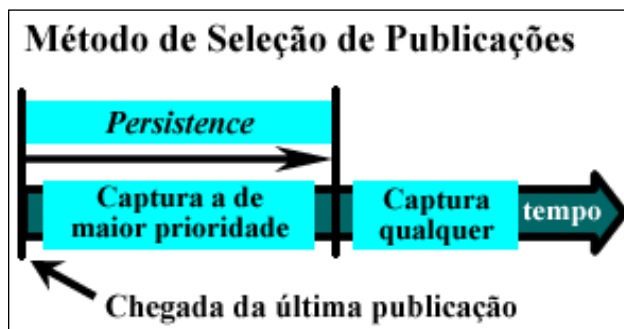 Método de Seleção de Publicações
Persistence
Captura a de
maior prioridade
Captura
qualquer
tempo
Chegada da última publicação